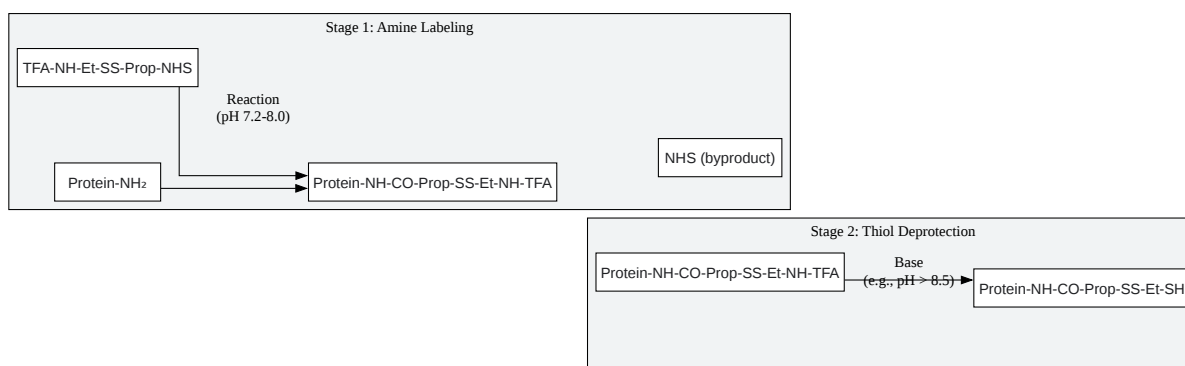 Stage 1: Amine Labeling
TFA-NH-Et-SS-Prop-NHS
Reaction
(pH 7.2-8.0)
NHS (byproduct)
Protein-NH₂
Protein-NH-CO-Prop-SS-Et-NH-TFA
Stage 2: Thiol Deprotection
Protein-NH-CO-Prop-SS-Et-NH-TFA
Base
(e.g., pH > 8.5)
Protein-NH-CO-Prop-SS-Et-SH